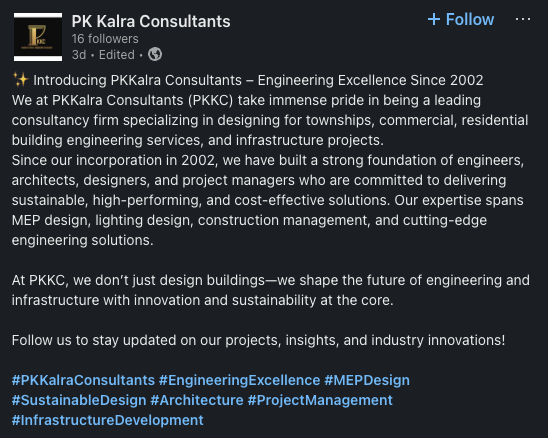 PK Kalra Consultants
+ Follow
16 followers
3d • Edited •
✨ Introducing PKKalra Consultants – Engineering Excellence Since 2002
We at PKKalra Consultants (PKKC) take immense pride in being a leading
consultancy firm specializing in designing for townships, commercial, residential
building engineering services, and infrastructure projects.
Since our incorporation in 2002, we have built a strong foundation of engineers,
architects, designers, and project managers who are committed to delivering
sustainable, high-performing, and cost-effective solutions. Our expertise spans
MEP design, lighting design, construction management, and cutting-edge
engineering solutions.
At PKKC, we don’t just design buildings—we shape the future of engineering and
infrastructure with innovation and sustainability at the core.
Follow us to stay updated on our projects, insights, and industry innovations!
#PKKalraConsultants #EngineeringExcellence #MEPDesign
#SustainableDesign #Architecture #ProjectManagement
#InfrastructureDevelopment